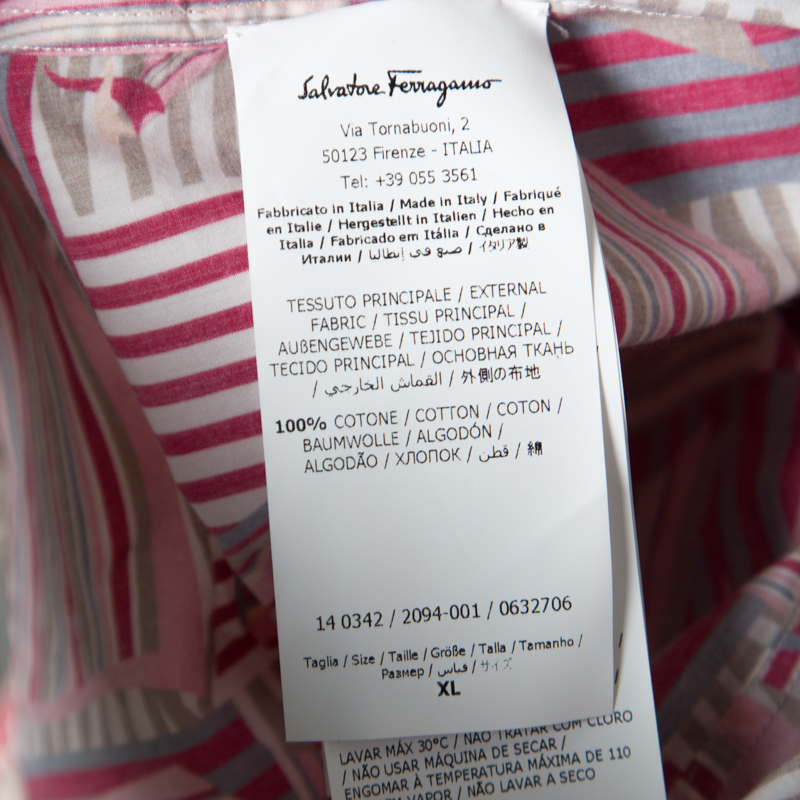 Salvatore Ferragamo
Via Tornabuoni, 2
50123 Firenze - ITALIA
Tel: +39 055 3561
Fabbricato in Italia / Made in Italy / Fabriqué
en Italie / Hergestellt in Italien / Hecho en
Italia / Fabricado em Itália / Сделано в
Италии / صنع في إيطاليا / イタリア製
TESSUTO PRINCIPALE / EXTERNAL
FABRIC / TISSU PRINCIPAL /
AUßENGEWEBE / TEJIDO PRINCIPAL /
TECIDO PRINCIPAL / ОСНОВНАЯ ТКАНЬ
/ القماش الخارجي / 外側の布地
100% COTONE / COTTON / COTON /
BAUMWOLLE / ALGODÓN /
ALGODÃO / ХЛОПОК / قطن / 綿
14 0342 / 2094-001 / 0632706
Taglia / Size / Taille / Größe / Talla / Tamanho /
Размер / قياس / サイズ
XL
LAVAR MÁX 30°C / NÃO TRATAR COM CLORO
/ NÃO USAR MÁQUINA DE SECAR /
ENGOMAR À TEMPERATURA MÁXIMA DE 110
VAPOR / NÃO LAVAR A SECO